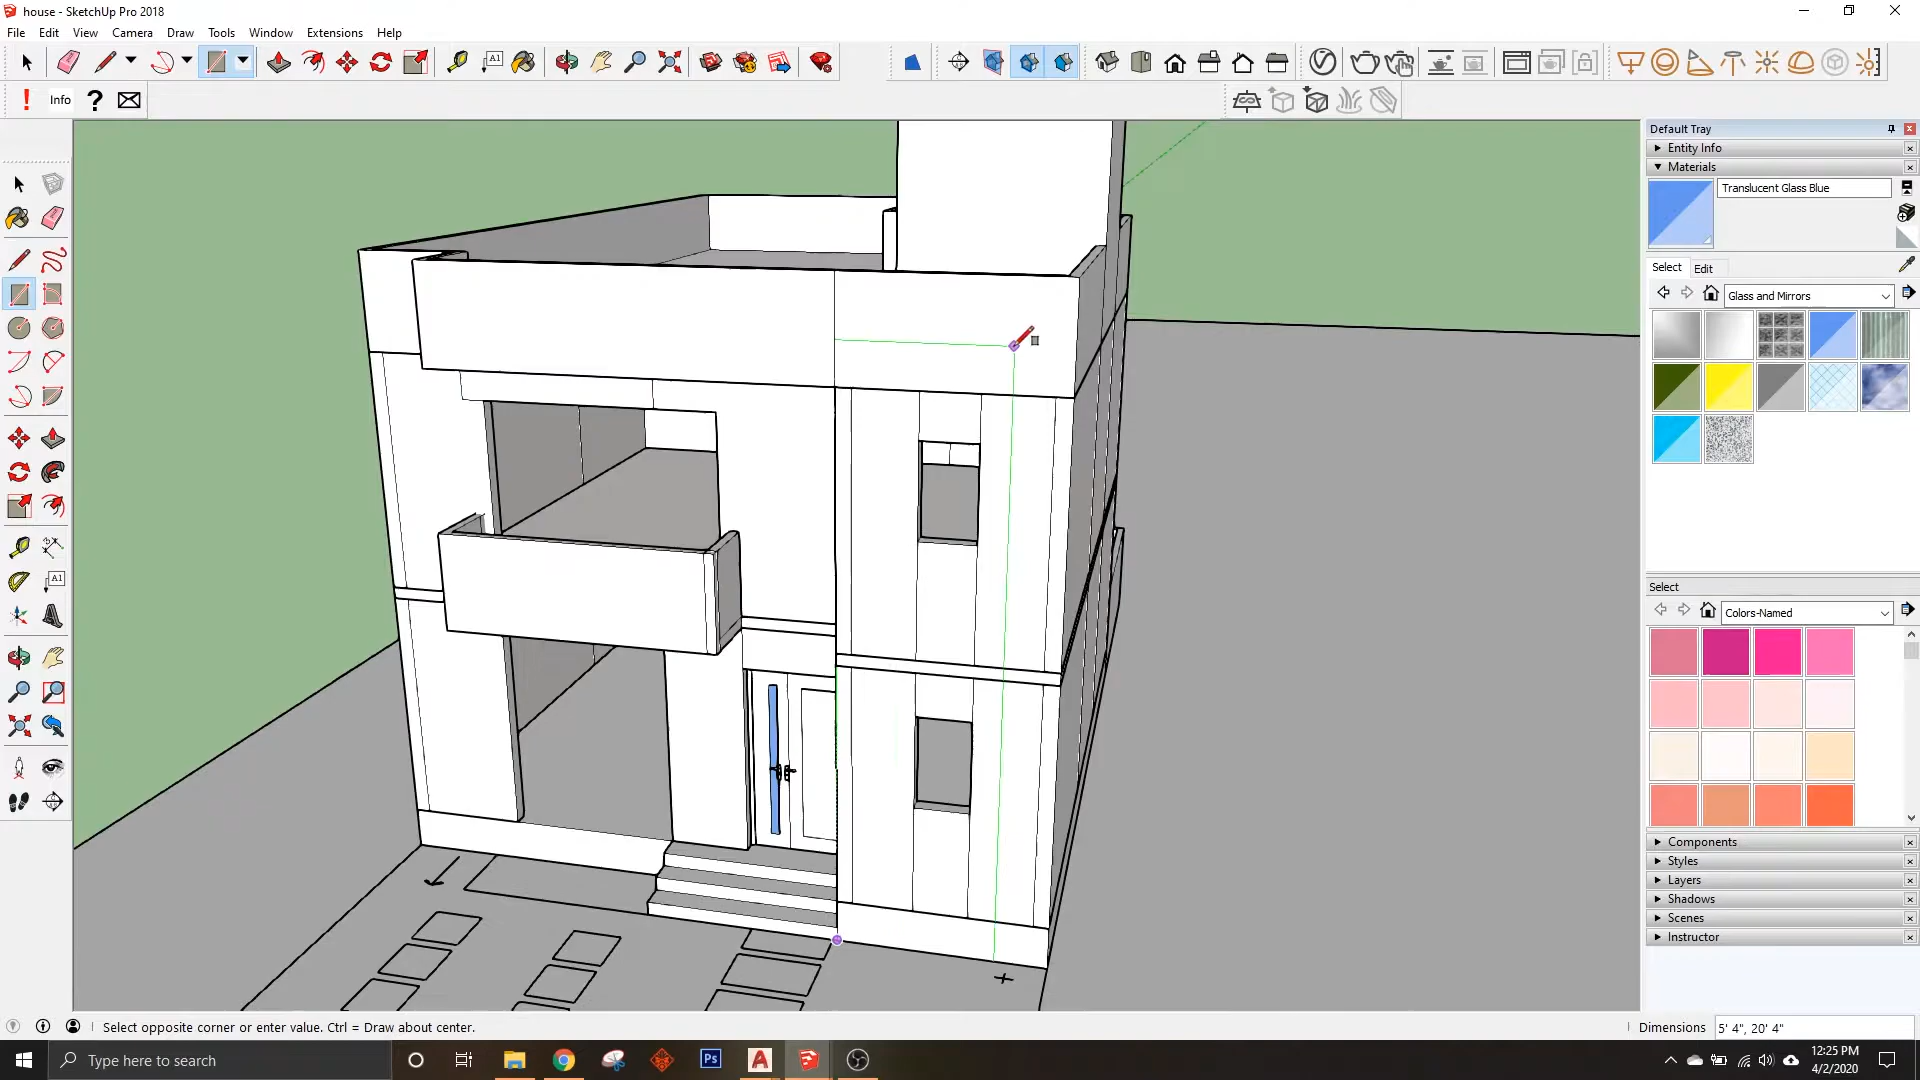 house - SketchUp Pro 2018
File Edit View Camera Draw Tools Window Extensions Help
A1
! Info ?
Default Tray
Entity Info
Materials
Translucent Glass Blue
Select Edit
Glass and Mirrors
A1
Select
Colors-Named
Components
Styles
Layers
Shadows
Scenes
Instructor
Select opposite corner or enter value. Ctrl = Draw about center.
Dimensions 5' 4", 20' 4"
Type here to search
Ps
A
12:25 PM
4/2/2020